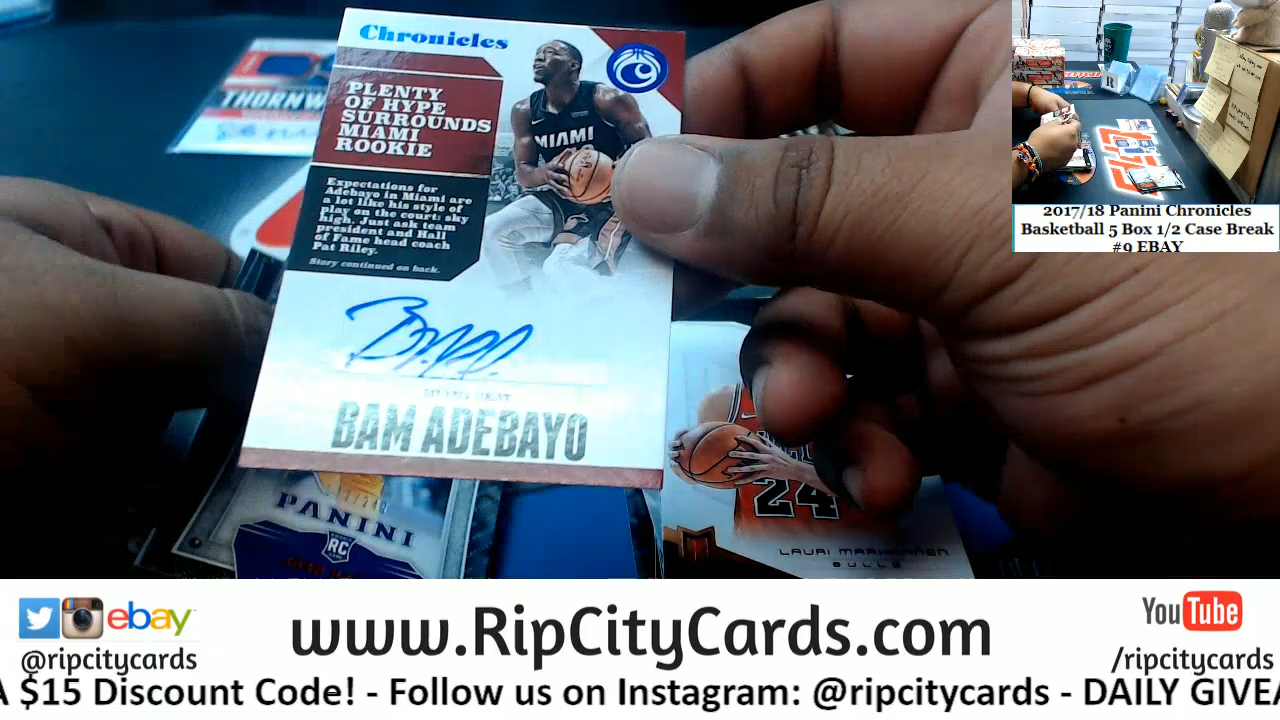 Chronicles
PLENTY
OF HYPE
SURROUNDS
MIAMI
ROOKIE
Expectations for
Adebayo in Miami are
a lot like his style of
play on the court: sky
high. Just ask team
president and Hall
of Fame head coach
Pat Riley.
Story continued on back.
MIAMI
MIAMI HEAT
BAM ADEBAYO
THORNW
PANINI
RC
24
LAURI MARKKANEN
BULLS
2017/18 Panini Chronicles
Basketball 5 Box 1/2 Case Break
#9 EBAY
ebay
@ripcitycards
www.RipCityCards.com
YouTube
/ripcitycards
A $15 Discount Code! - Follow us on Instagram: @ripcitycards - DAILY GIVEA